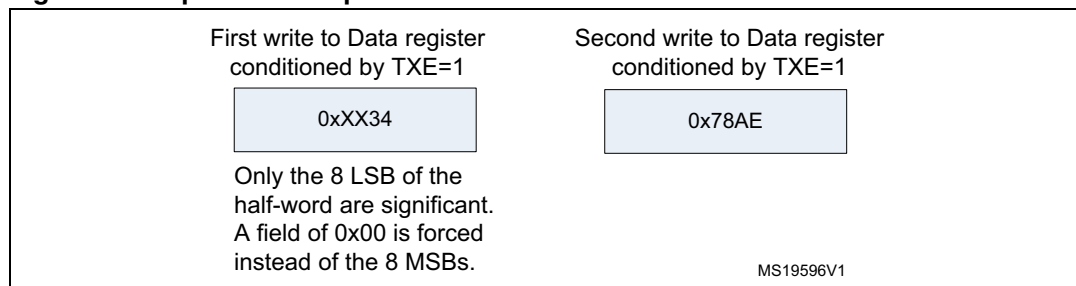 First write to Data register
conditioned by TXE=1
0xXX34
Only the 8 LSB of the
half-word are significant.
A field of 0x00 is forced
instead of the 8 MSBs.
Second write to Data register
conditioned by TXE=1
0x78AE
MS19596V1